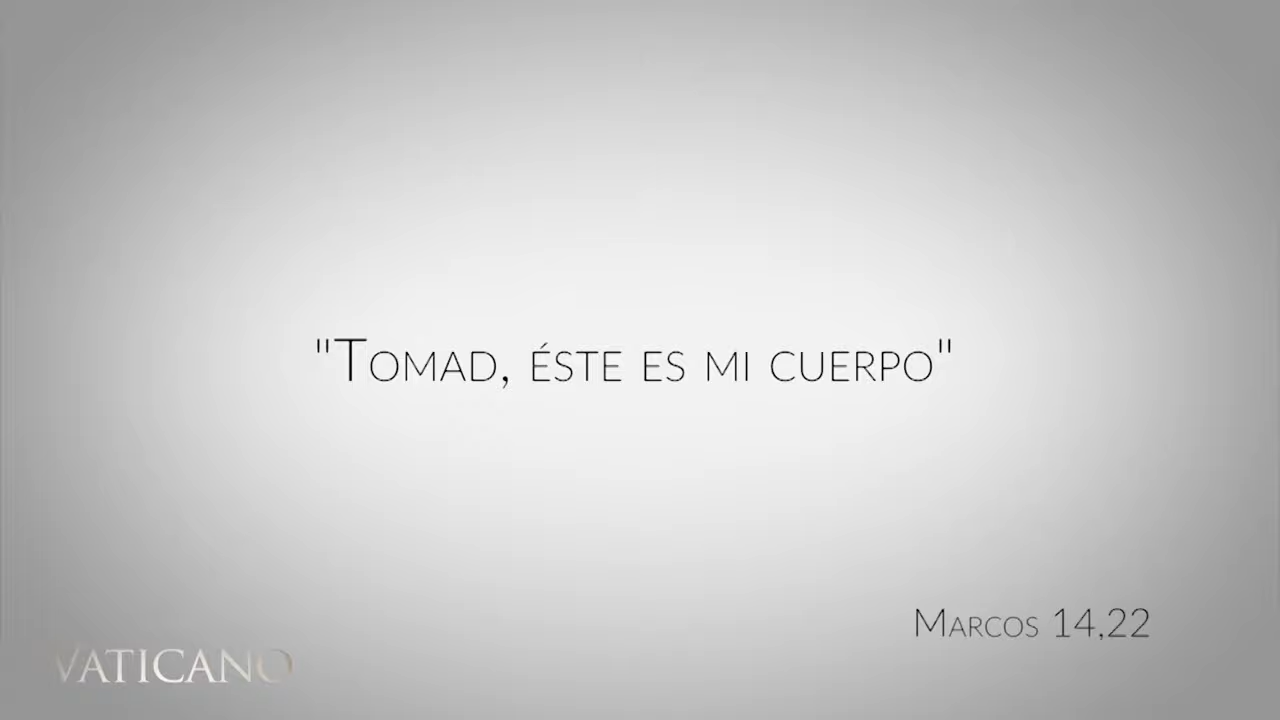 "Tomad, éste es mi cuerpo"
Marcos 14,22
VATICANO